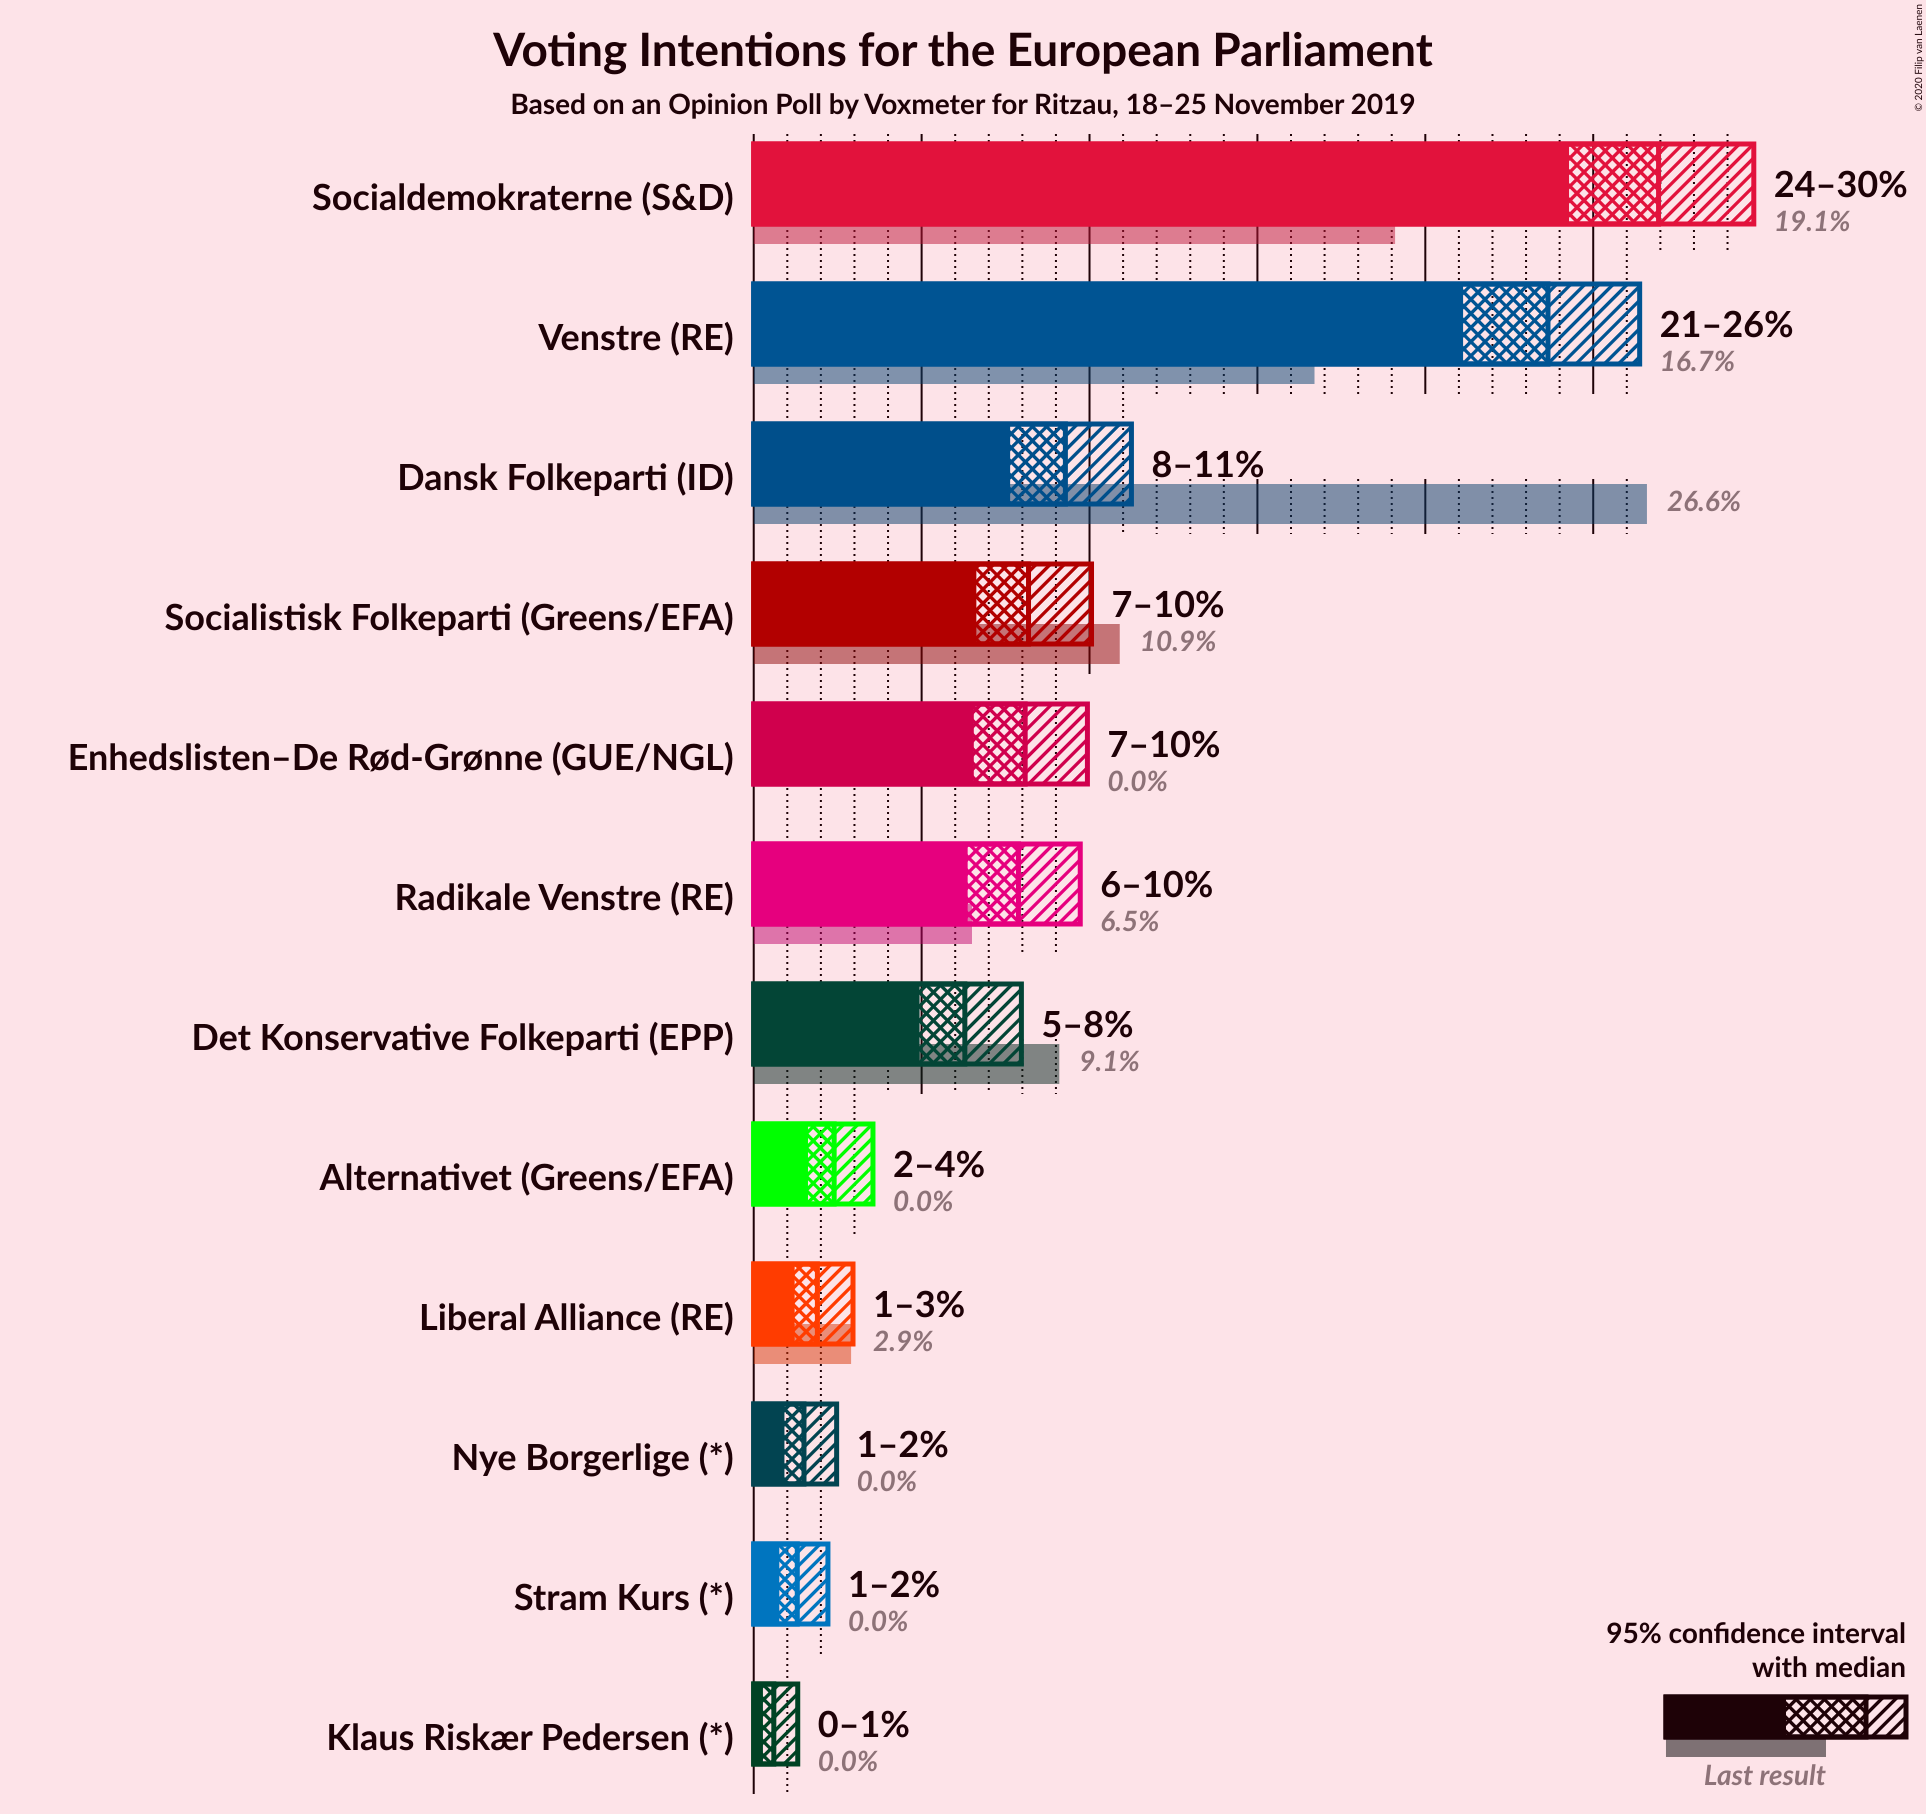 Voting Intentions for the European Parliament
Based on an Opinion Poll by Voxmeter for Ritzau, 18–25 November 2019
© 2020 Filip van Laenen
Socialdemokraterne (S&D)
24–30%
19.1%
Venstre (RE)
21–26%
16.7%
Dansk Folkeparti (ID)
8–11%
26.6%
Socialistisk Folkeparti (Greens/EFA)
7–10%
10.9%
Enhedslisten–De Rød-Grønne (GUE/NGL)
7–10%
0.0%
Radikale Venstre (RE)
6–10%
6.5%
Det Konservative Folkeparti (EPP)
5–8%
9.1%
Alternativet (Greens/EFA)
2–4%
0.0%
Liberal Alliance (RE)
1–3%
2.9%
Nye Borgerlige (*)
1–2%
0.0%
Stram Kurs (*)
1–2%
0.0%
Klaus Riskær Pedersen (*)
0–1%
0.0%
95% confidence interval
with median
Last result